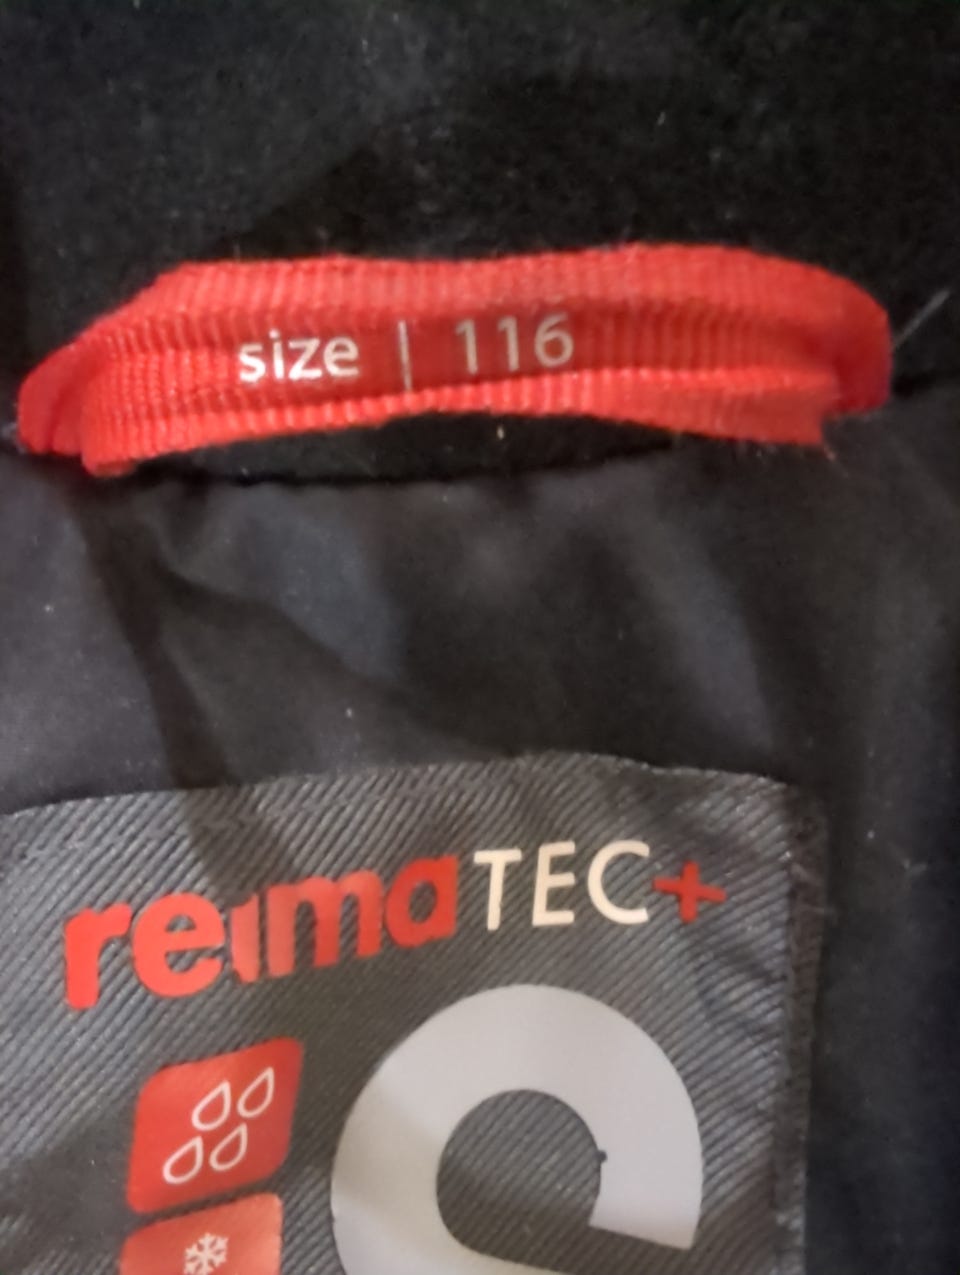 size | 116
reimaTEC+